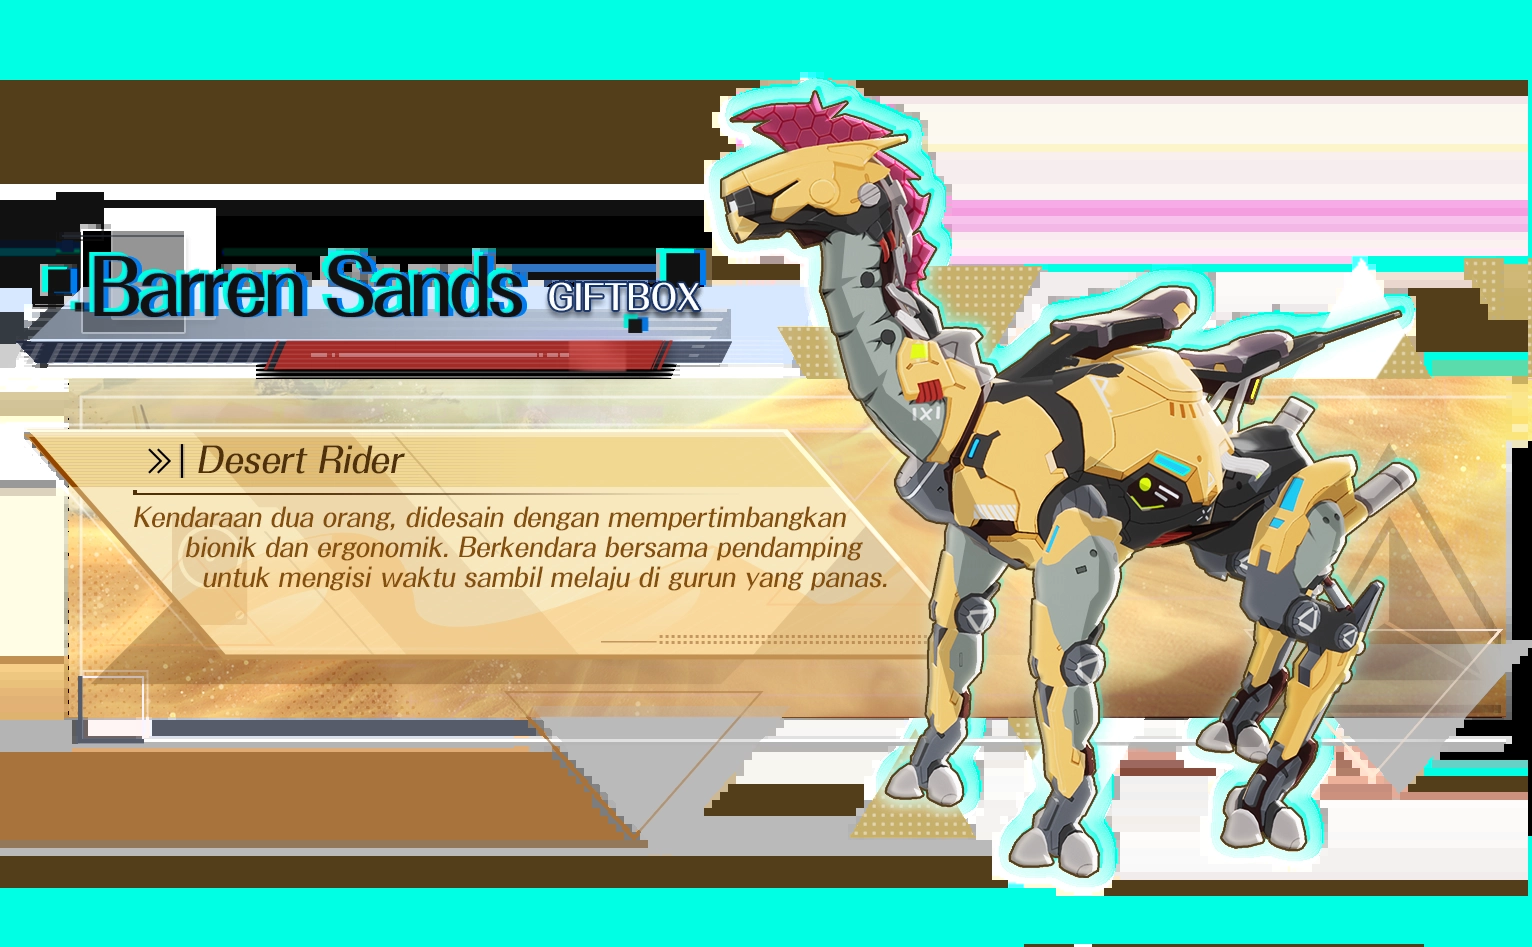 Barren Sands GIFTBOX
Desert Rider
Kendaraan dua orang, didesain dengan mempertimbangkan
bionik dan ergonomik. Berkendara bersama pendamping
untuk mengisi waktu sambil melaju di gurun yang panas.
IXI